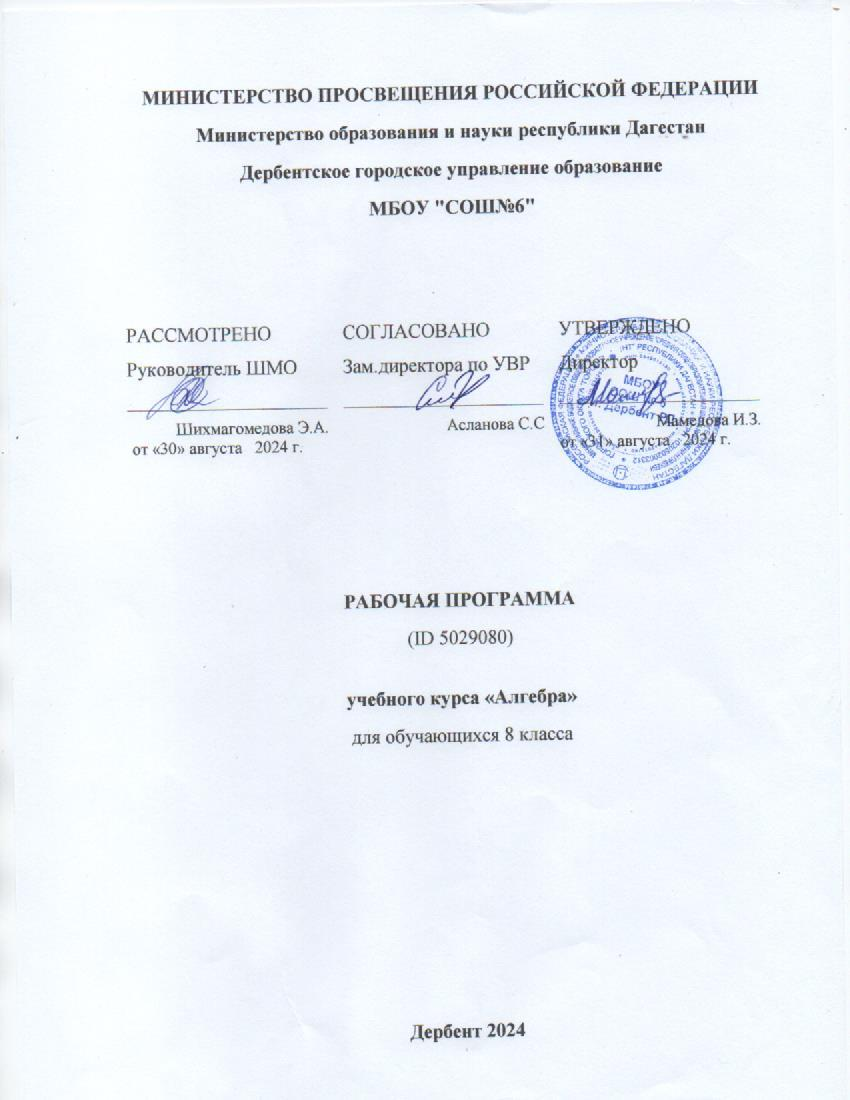 МИНИСТЕРСТВО ПРОСВЕЩЕНИЯ РОССИЙСКОЙ ФЕДЕРАЦИИ
Министерство образования и науки республики Дагестан
Дербентское городское управление образование
МБОУ "СОШ№6"
РАССМОТРЕНО
Руководитель ШМО
Шихмагомедова Э.А.
от «30» августа 2024 г.
СОГЛАСОВАНО
Зам.директора по УВР
Асланова С.С
УТВЕРЖДЕНО
Директор
Мамедова И.З.
от «31» августа 2024 г.
МБОУ
РАБОЧАЯ ПРОГРАММА
(ID 5029080)
учебного курса «Алгебра»
для обучающихся 8 класса
Дербент 2024